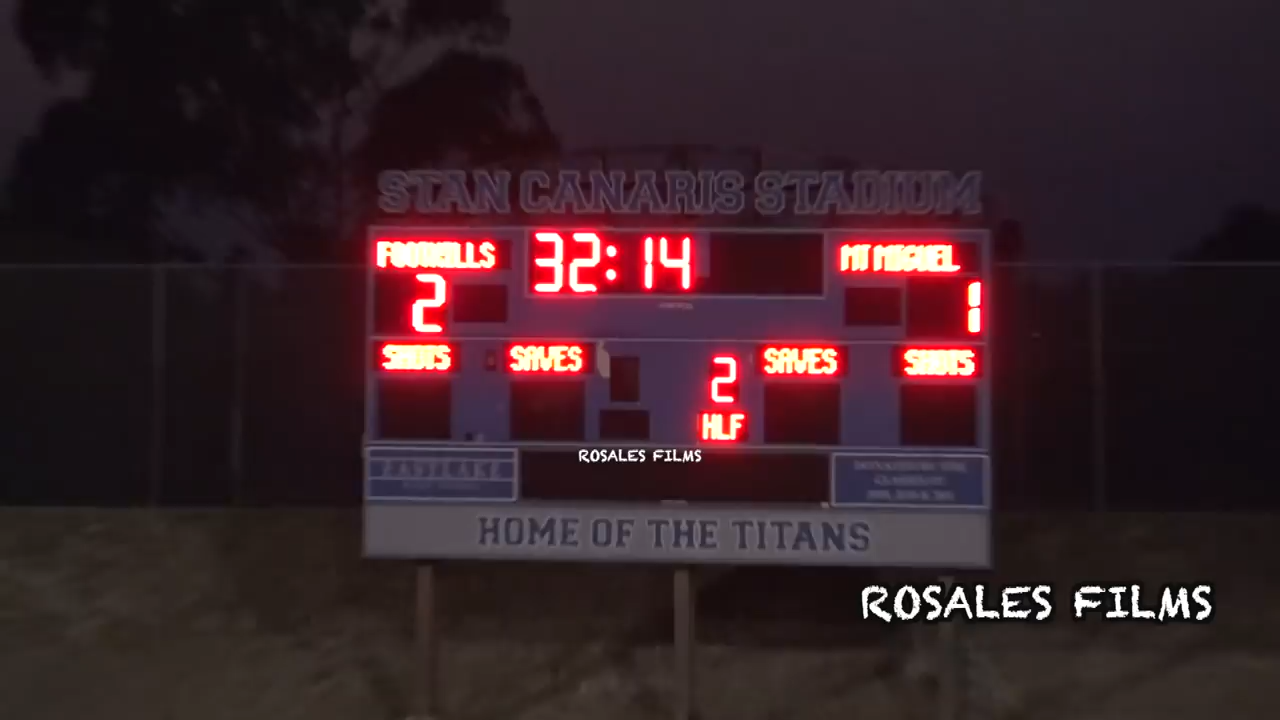 STAN CANARIS STADIUM
FOOTHILLS 32:14 MT MIGUEL
2 1
SHOTS SAVES 2 SAVES SHOTS
HLF
ROSALES FILMS
EASTLAKE
HOME OF THE TITANS
ROSALES FILMS